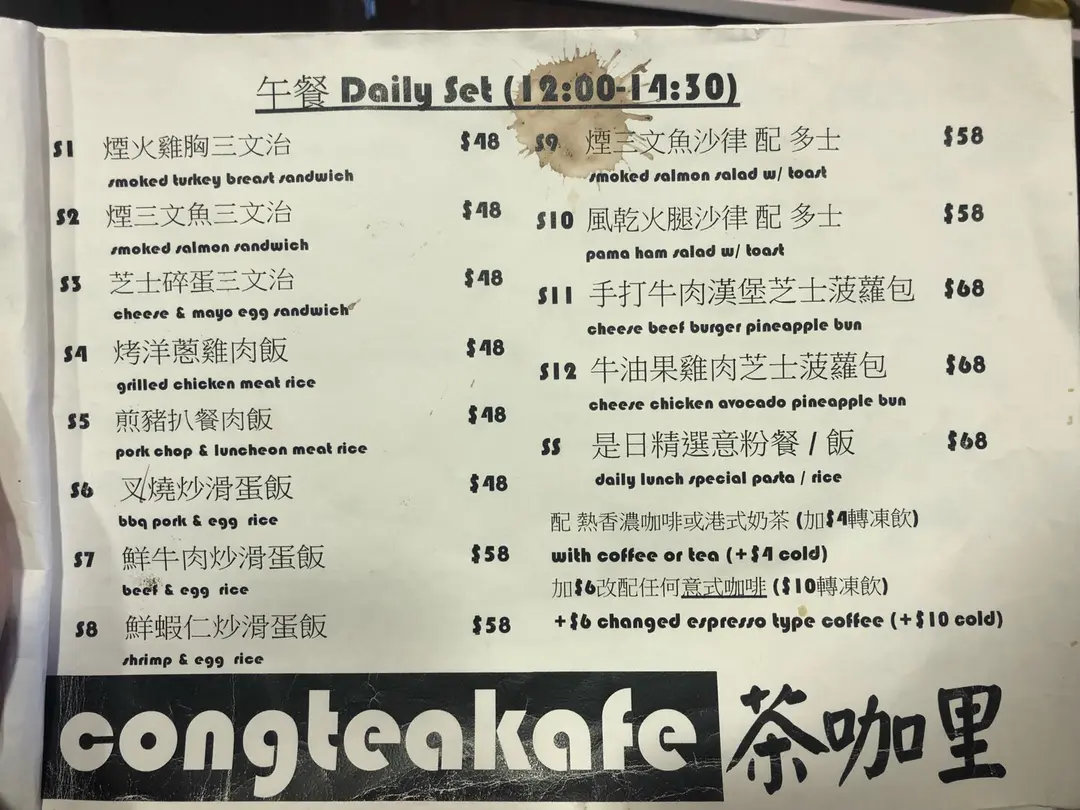 午餐 Daily Set (12:00-14:30)
S1 煙火雞胸三文治 $48
smoked turkey breast sandwich
S2 煙三文魚三文治 $48
smoked salmon sandwich
S3 芝士碎蛋三文治 $48
cheese & mayo egg sandwich
S4 烤洋蔥雞肉飯 $48
grilled chicken meat rice
S5 煎豬扒餐肉飯 $48
pork chop & luncheon meat rice
S6 叉燒炒滑蛋飯 $48
bbq pork & egg rice
S7 鮮牛肉炒滑蛋飯 $58
beef & egg rice
S8 鮮蝦仁炒滑蛋飯 $58
shrimp & egg rice
S9 煙三文魚沙律 配 多士 $58
smoked salmon salad w/ toast
S10 風乾火腿沙律 配 多士 $58
pama ham salad w/ toast
S11 手打牛肉漢堡芝士菠蘿包 $68
cheese beef burger pineapple bun
S12 牛油果雞肉芝士菠蘿包 $68
cheese chicken avocado pineapple bun
SS 是日精選意粉餐 / 飯 $68
daily lunch special pasta / rice
配 熱香濃咖啡或港式奶茶 (加$4轉凍飲)
with coffee or tea (+$4 cold)
加$6改配任何意式咖啡 ($10轉凍飲)
+$6 changed espresso type coffee (+$10 cold)
congteakafe 茶咖里